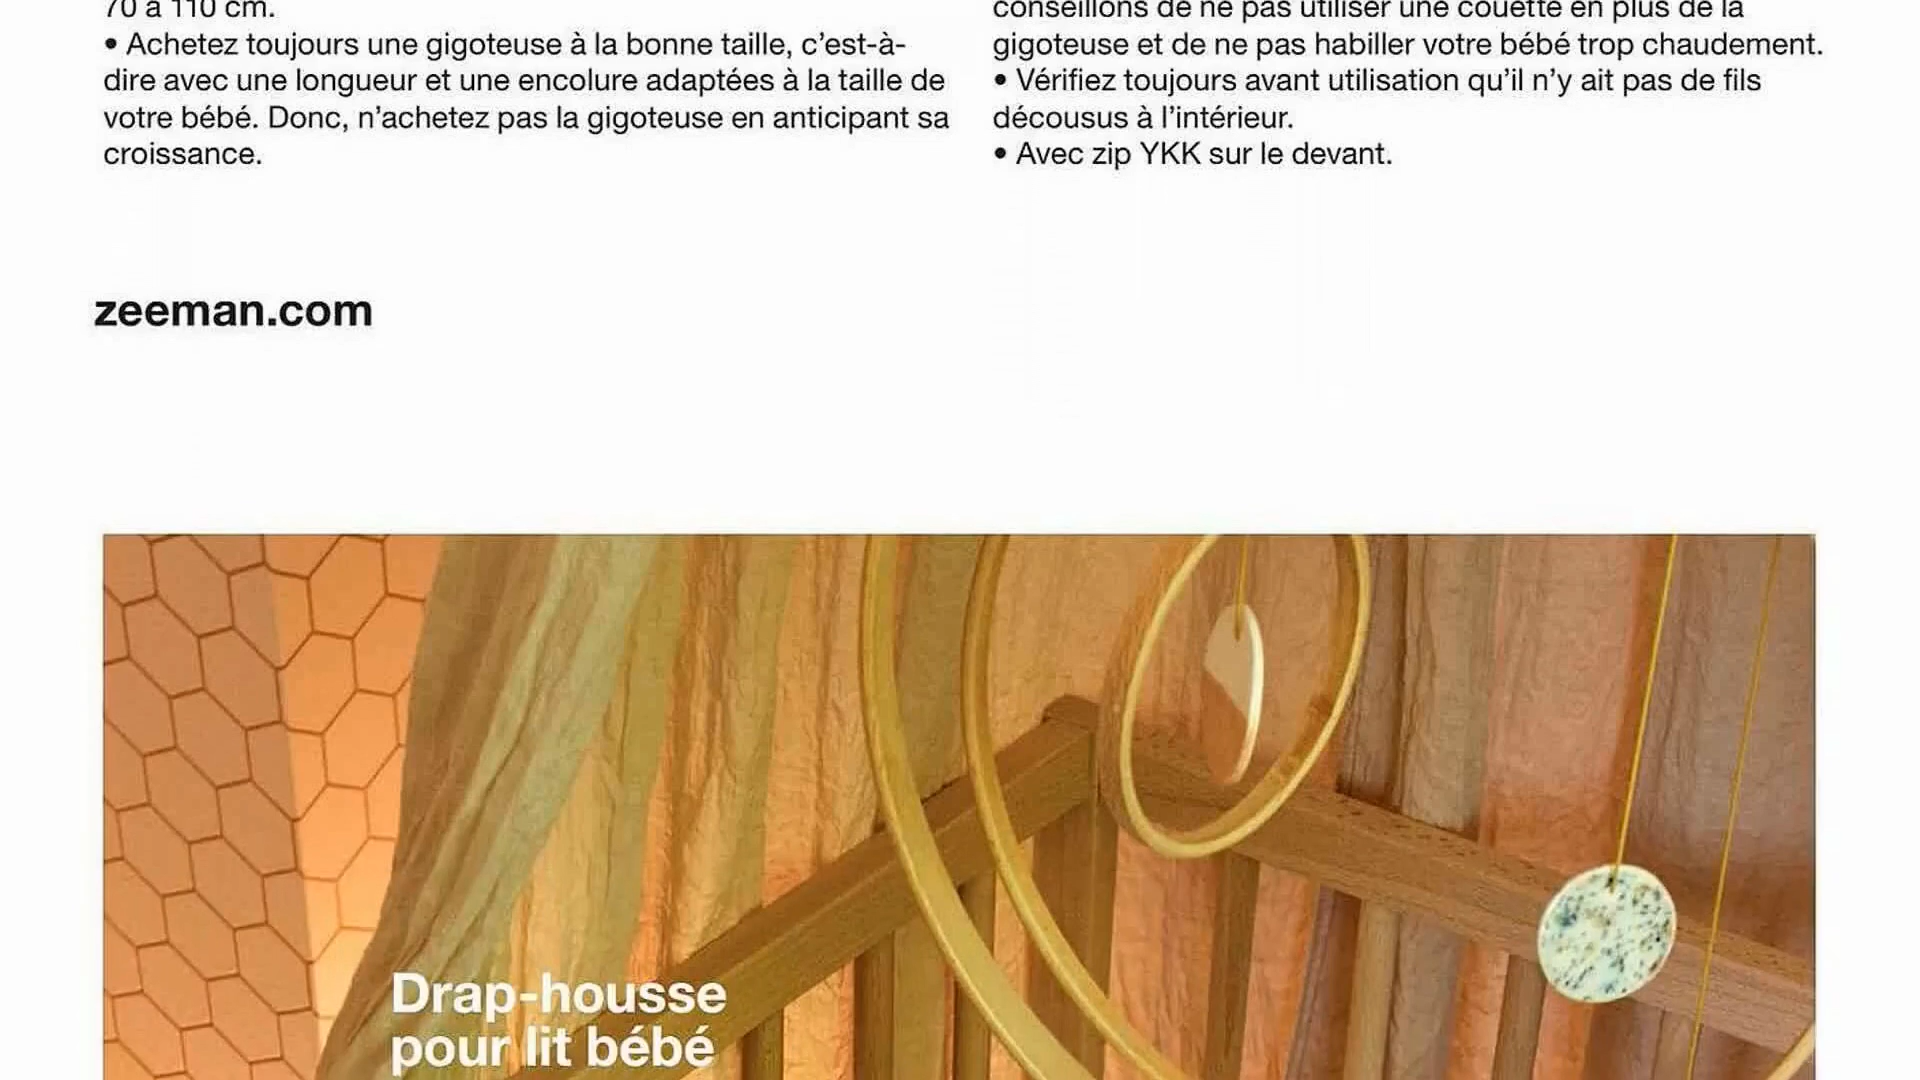 70 à 110 cm.
• Achetez toujours une gigoteuse à la bonne taille, c’est-à-
dire avec une longueur et une encolure adaptées à la taille de
votre bébé. Donc, n’achetez pas la gigoteuse en anticipant sa
croissance.
conseillons de ne pas utiliser une couette en plus de la
gigoteuse et de ne pas habiller votre bébé trop chaudement.
• Vérifiez toujours avant utilisation qu’il n’y ait pas de fils
décousus à l’intérieur.
• Avec zip YKK sur le devant.
zeeman.com
Drap-housse
pour lit bébé